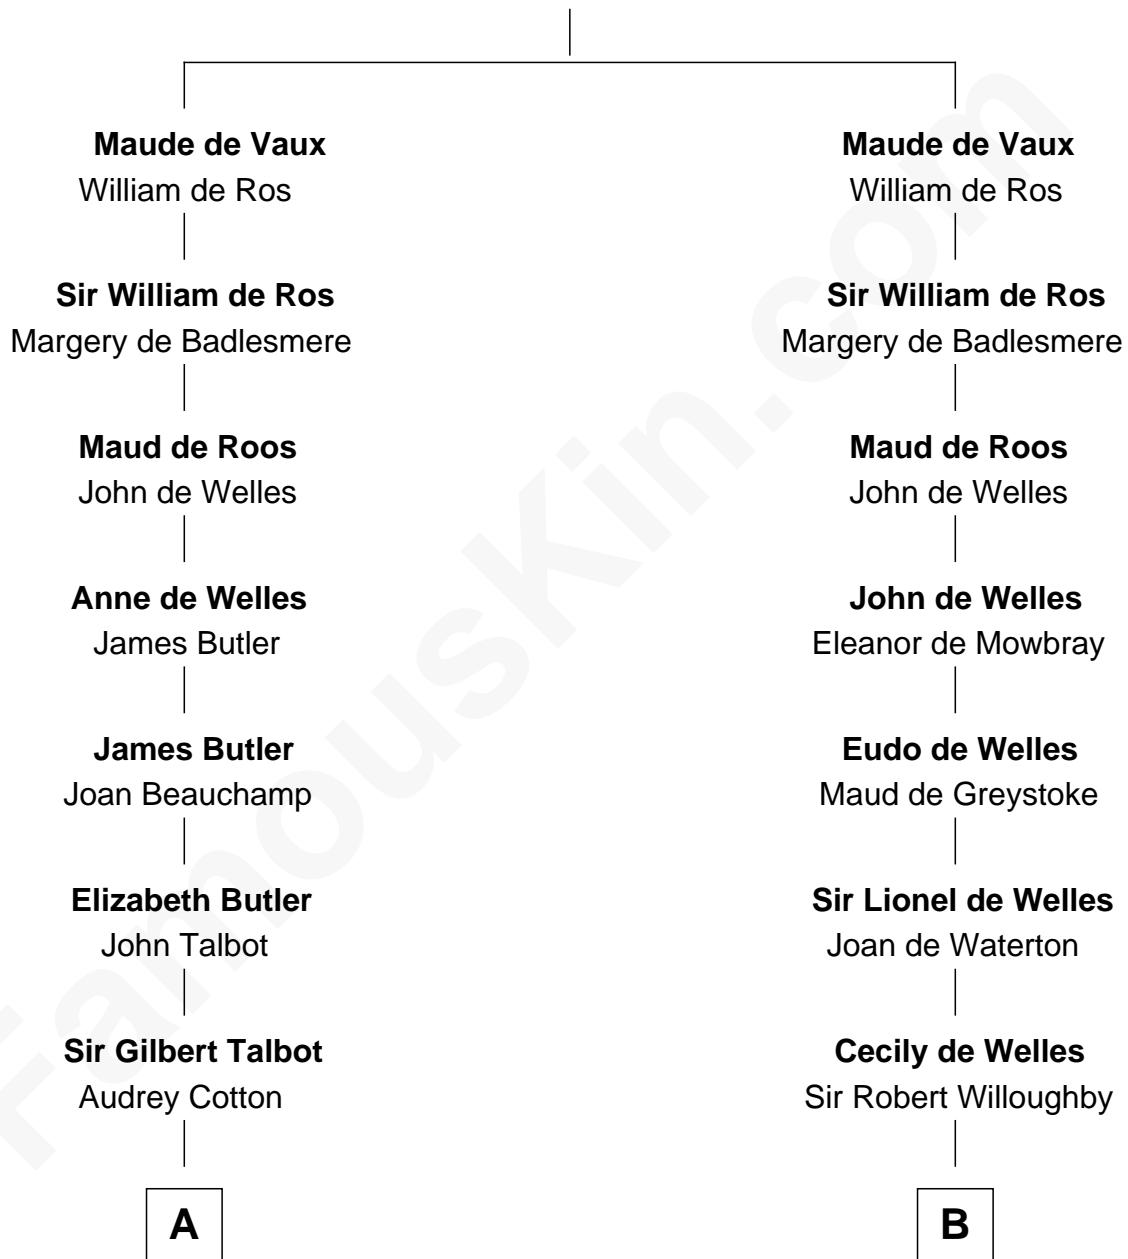 Maude de Vaux
William de Ros
Sir William de Ros
Margery de Badlesmere
Maud de Roos
John de Welles
Anne de Welles
James Butler
James Butler
Joan Beauchamp
Elizabeth Butler
John Talbot
Sir Gilbert Talbot
Audrey Cotton
A
Maude de Vaux
William de Ros
Sir William de Ros
Margery de Badlesmere
Maud de Roos
John de Welles
John de Welles
Eleanor de Mowbray
Eudo de Welles
Maud de Greystoke
Sir Lionel de Welles
Joan de Waterton
Cecily de Welles
Sir Robert Willoughby
B
FamousKin.com